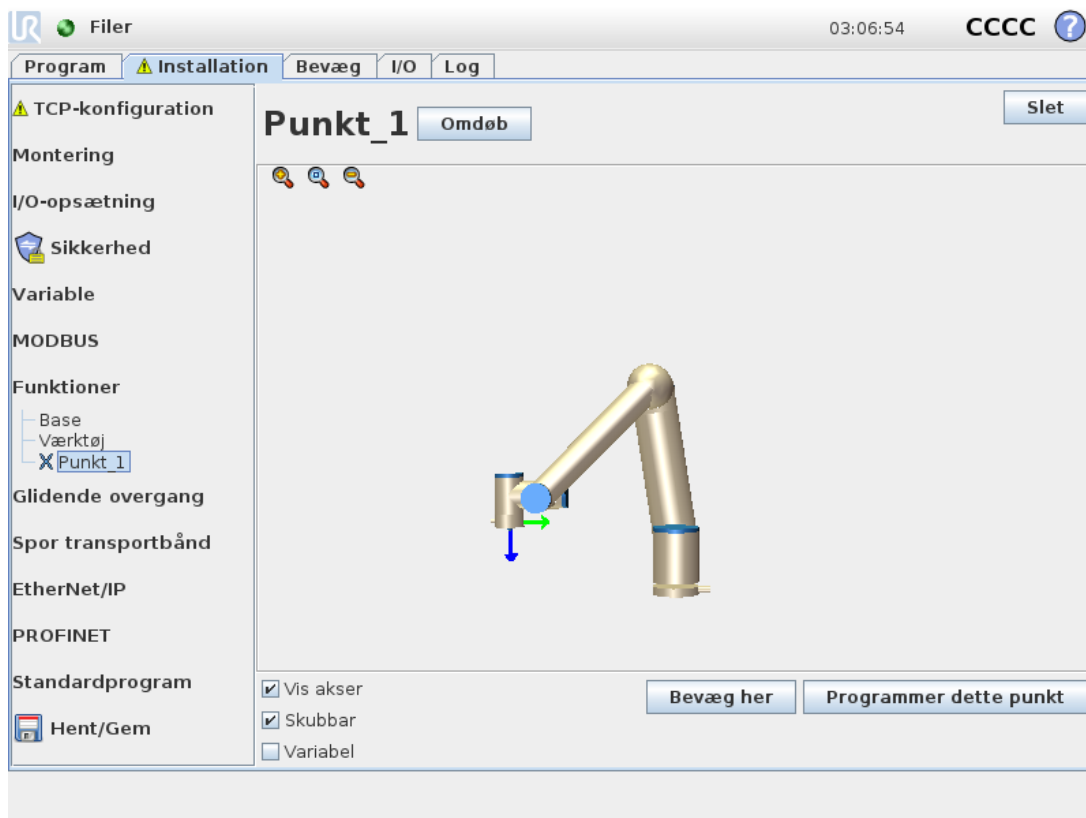 UR Filer 03:06:54 CCCC ?
Program Installation Bevæg I/O Log
TCP-konfiguration
Montering
I/O-opsætning
Sikkerhed
Variable
MODBUS
Funktioner
Base
Værktøj
Punkt_1
Glidende overgang
Spor transportbånd
EtherNet/IP
PROFINET
Standardprogram
Hent/Gem
Punkt_1 Omdøb Slet
Vis akser
Skubbar
Variabel
Bevæg her Programmer dette punkt